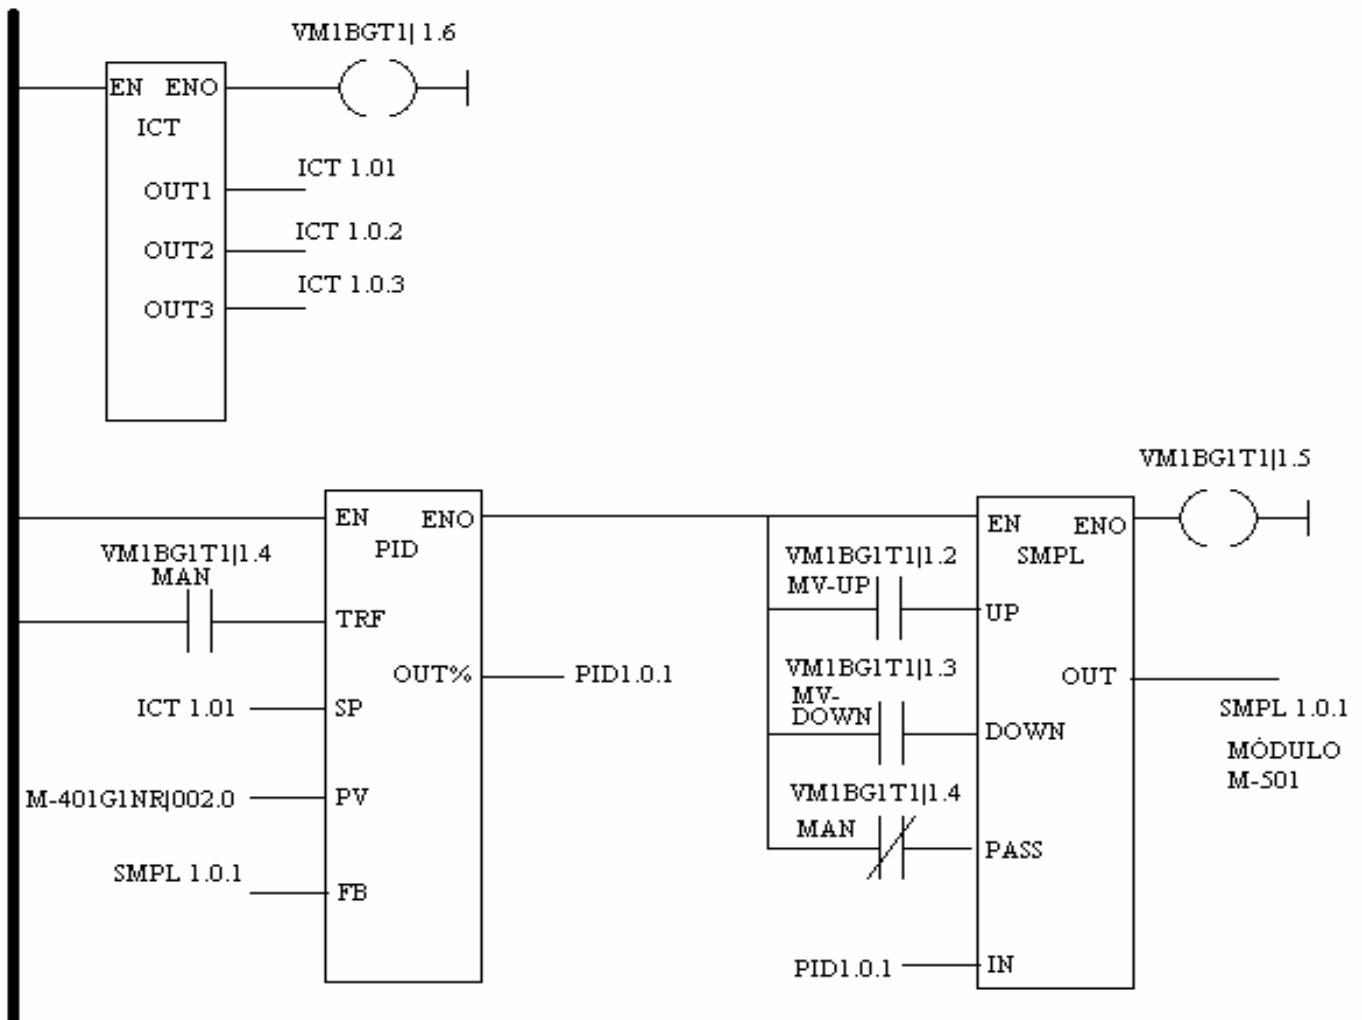 VM1BGT1| 1.6
EN ENO
ICT
ICT 1.01
OUT1
ICT 1.0.2
OUT2
ICT 1.0.3
OUT3
VM1BG1T1|1.5
EN ENO
PID
EN ENO
SMPL
VM1BG1T1|1.4
MAN
VM1BG1T1|1.2
MV-UP
TRF
UP
OUT%
PID1.0.1
VM1BG1T1|1.3
MV-
DOWN
OUT
ICT 1.01
SP
DOWN
SMPL 1.0.1
MÓDULO
M-501
M-401G1NR|002.0
PV
VM1BG1T1|1.4
MAN
PASS
SMPL 1.0.1
FB
PID1.0.1
IN